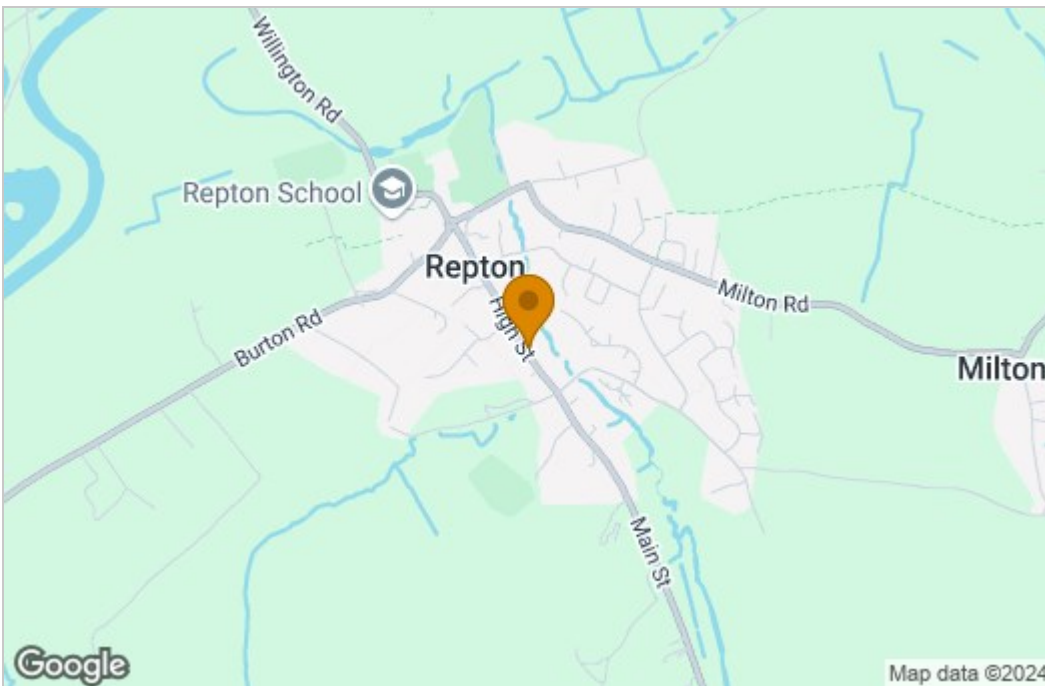 Willington Rd
Repton School
Repton
High St
Milton Rd
Burton Rd
Milton
Main St
Google
Map data ©2024